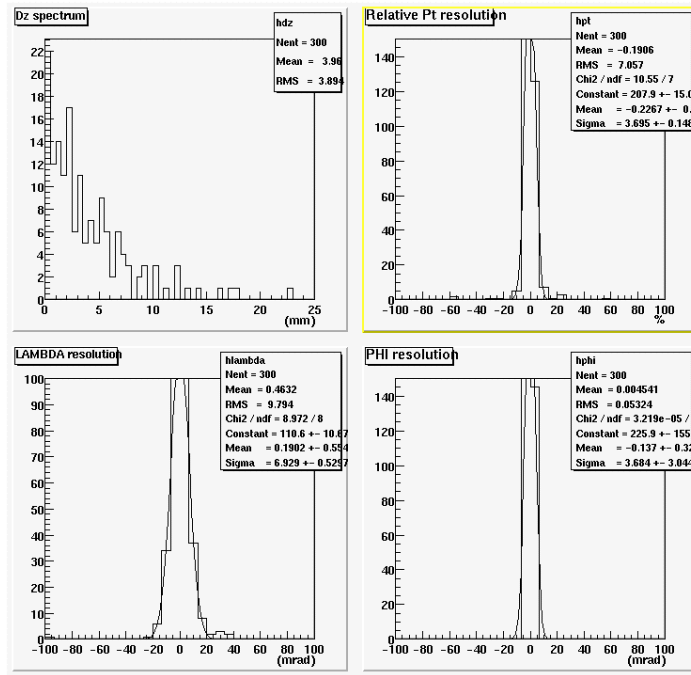 Dz spectrum
hdz
Nent = 300
Mean = 3.96
RMS = 3.894
22
20
18
16
14
12
10
8
6
4
2
0
0 5 10 15 20 25
(mm)
Relative Pt resolution
hpt
Nent = 300
Mean = -0.1906
RMS = 7.057
Chi2 / ndf = 10.55 / 7
Constant = 207.9 +- 15.0
Mean = -0.2267 +- 0.
Sigma = 3.695 +- 0.148
140
120
100
80
60
40
20
0
-100 -80 -60 -40 -20 0 20 40 60 80 100
%
LAMBDA resolution
hlambda
Nent = 300
Mean = 0.4632
RMS = 9.794
Chi2 / ndf = 8.972 / 8
Constant = 110.6 +- 10.67
Mean = 0.1902 +- 0.554
Sigma = 6.929 +- 0.5297
100
90
80
70
60
50
40
30
20
10
0
-100 -80 -60 -40 -20 0 20 40 60 80 100
(mrad)
PHI resolution
hphi
Nent = 300
Mean = 0.004541
RMS = 0.05324
Chi2 / ndf = 3.219e-05 /
Constant = 225.9 +- 155
Mean = -0.137 +- 0.32
Sigma = 3.684 +- 3.044
140
120
100
80
60
40
20
0
-100 -80 -60 -40 -20 0 20 40 60 80 100
(mrad)